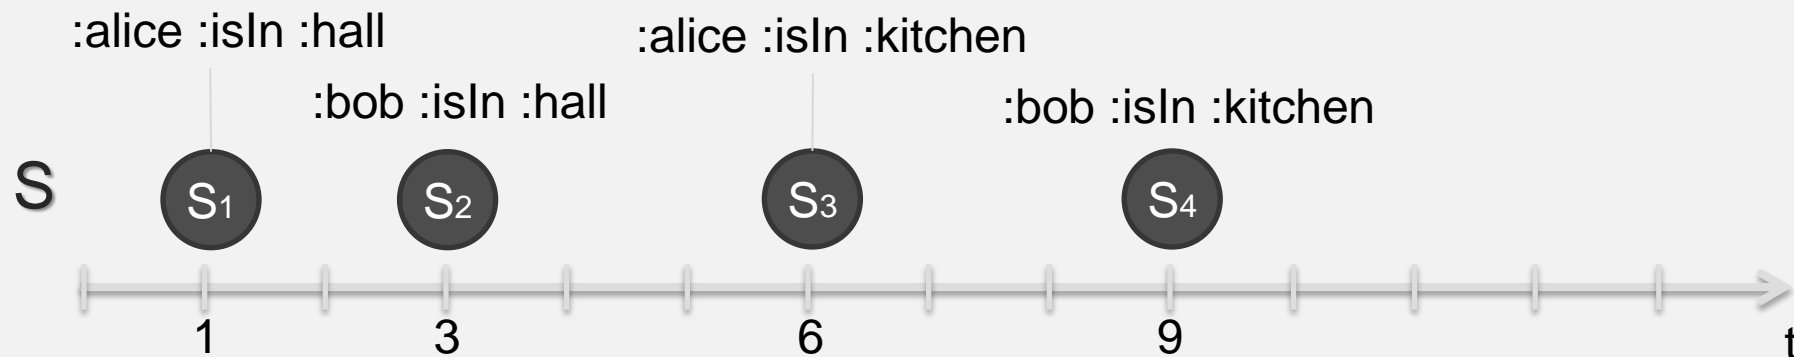 :alice :isIn :hall
:alice :isIn :kitchen
:bob :isIn :hall
:bob :isIn :kitchen
S
S1
S2
S3
S4
1
3
6
9
t